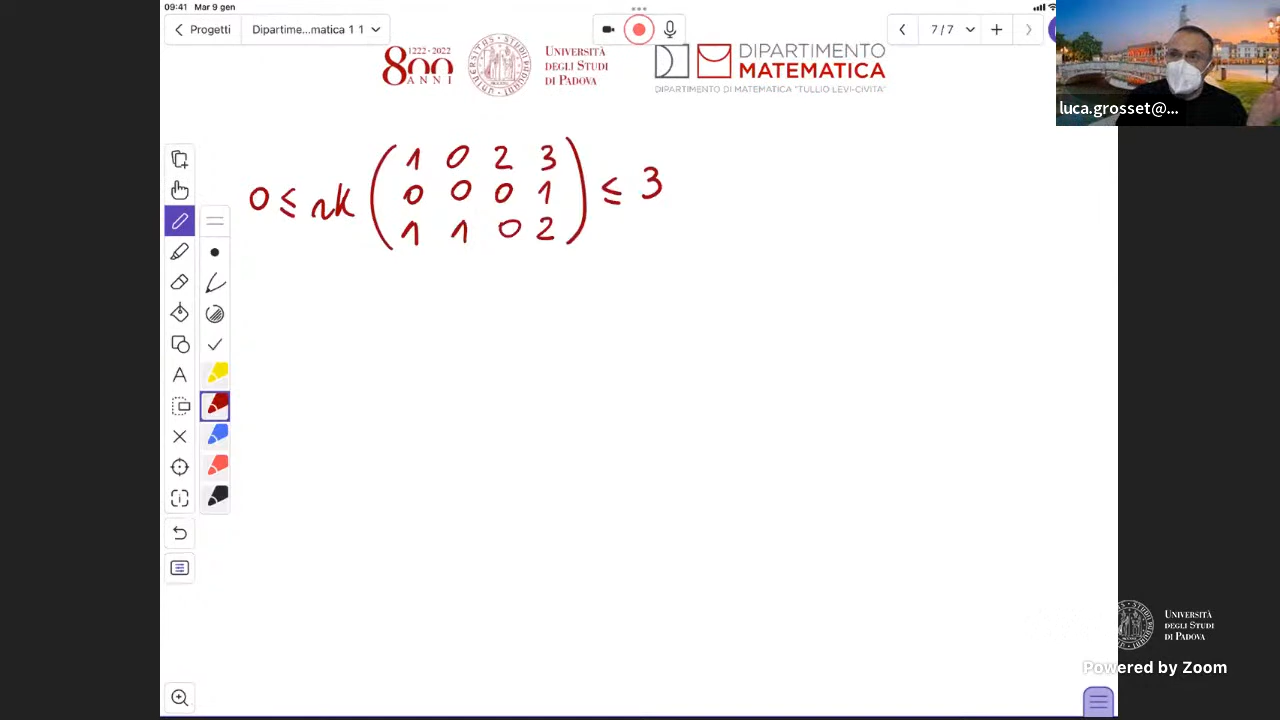 09:41 Mar 9 gen
Progetti
Dipartime...matica 1 1
7/7
1222·2022
800
ANNI
UNIVERSITÀ
DEGLI STUDI
DI PADOVA
DIPARTIMENTO
MATEMATICA
DIPARTIMENTO DI MATEMATICA "TULLIO LEVI-CIVITA"
luca.grosset@...
1 0 2 3
0 ≤ rk ( 0 0 0 1 ) ≤ 3
1 1 0 2
A
UNIVERSITÀ
DEGLI STUDI
DI PADOVA
Powered by Zoom